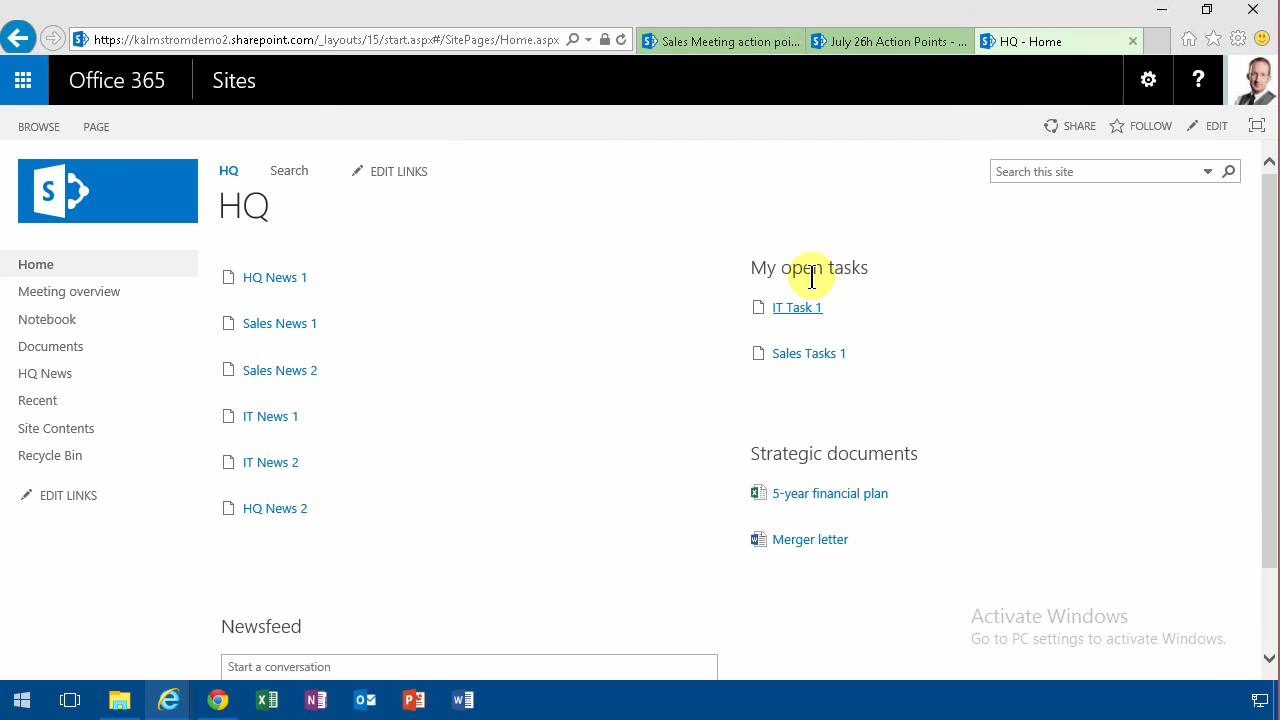 https://kalmstromdemo2.sharepoint.com/_layouts/15/start.aspx#/SitePages/Home.aspx
Sales Meeting action poi...
July 26h Action Points - ...
HQ - Home
Office 365
Sites
?
BROWSE
PAGE
SHARE
FOLLOW
EDIT
S
HQ
Search
EDIT LINKS
Search this site
HQ
Home
Meeting overview
Notebook
Documents
HQ News
Recent
Site Contents
Recycle Bin
EDIT LINKS
HQ News 1
Sales News 1
Sales News 2
IT News 1
IT News 2
HQ News 2
My open tasks
IT Task 1
Sales Tasks 1
Strategic documents
5-year financial plan
Merger letter
Newsfeed
Start a conversation
Activate Windows
Go to PC settings to activate Windows.